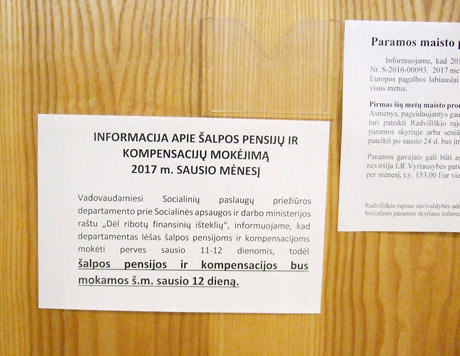 INFORMACIJA APIE ŠALPOS PENSIJŲ IR
KOMPENSACIJŲ MOKĖJIMĄ
2017 m. SAUSIO MĖNESĮ
Vadovaudamiesi Socialinių paslaugų priežiūros
departamento prie Socialinės apsaugos ir darbo ministerijos
raštu „Dėl ribotų finansinių išteklių“, informuojame, kad
departamentas lėšas šalpos pensijoms ir kompensacijoms
mokėti perves sausio 11-12 dienomis, todėl
šalpos pensijos ir kompensacijos bus
mokamos š.m. sausio 12 dieną.
Paramos maisto p
Informuojame, kad 201
Nr. S-2016-00093. 2017 me
Europos pagalbos labiausiai
visus metus.
Pirmas šių metų maisto prod
Asmenys, pageidaujantys gau
turi pateikti Radviliškio rajo
paramos skyriuje arba seniū
pateikti po sausio 24 d. bus įtr
Paramos gavėjais gali būti as
neviršija LR Vyriausybės patv
per mėnesį, t.y. 153,00 Eur vie
Radviliškio rajono savivaldybės adm
Socialinės paramos skyriaus inform